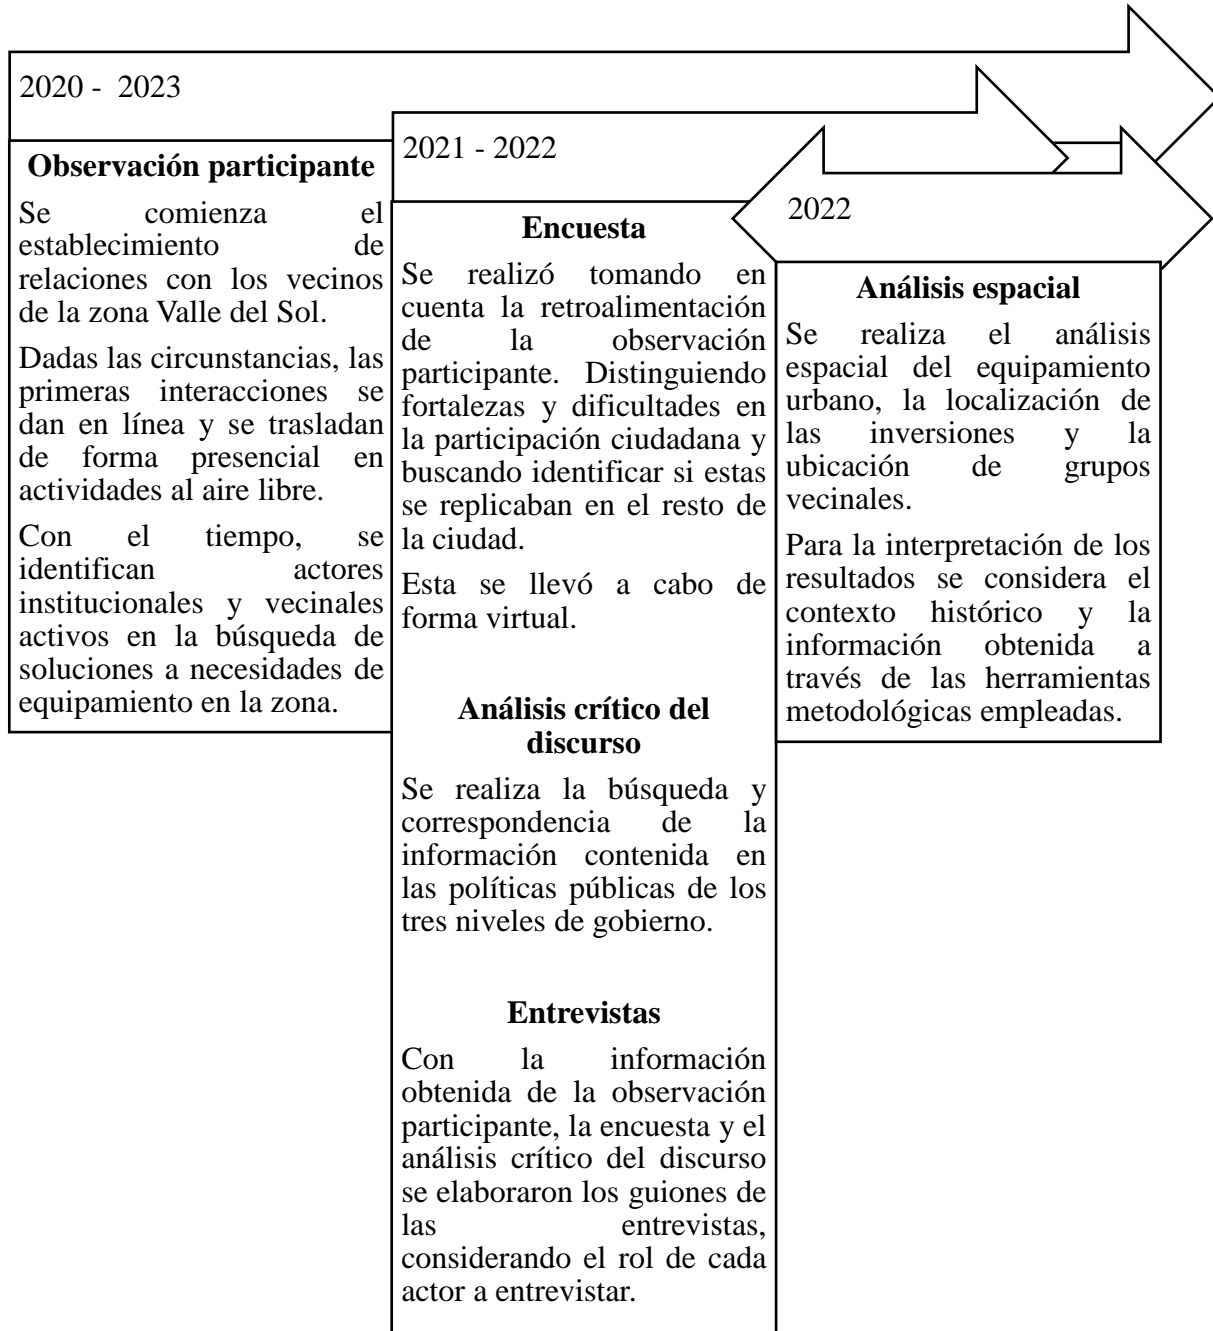 2020 - 2023
Observación participante
Se comienza el
establecimiento de
relaciones con los vecinos
de la zona Valle del Sol.
Dadas las circunstancias, las
primeras interacciones se
dan en línea y se trasladan
de forma presencial en
actividades al aire libre.
Con el tiempo, se
identifican actores
institucionales y vecinales
activos en la búsqueda de
soluciones a necesidades de
equipamiento en la zona.
2021 - 2022
Encuesta
Se realizó tomando en
cuenta la retroalimentación
de la observación
participante. Distinguiendo
fortalezas y dificultades en
la participación ciudadana y
buscando identificar si estas
se replicaban en el resto de
la ciudad.
Esta se llevó a cabo de
forma virtual.
Análisis crítico del
discurso
Se realiza la búsqueda y
correspondencia de la
información contenida en
las políticas públicas de los
tres niveles de gobierno.
Entrevistas
Con la información
obtenida de la observación
participante, la encuesta y el
análisis crítico del discurso
se elaboraron los guiones de
las entrevistas,
considerando el rol de cada
actor a entrevistar.
2022
Análisis espacial
Se realiza el análisis
espacial del equipamiento
urbano, la localización de
las inversiones y la
ubicación de grupos
vecinales.
Para la interpretación de los
resultados se considera el
contexto histórico y la
información obtenida a
través de las herramientas
metodológicas empleadas.